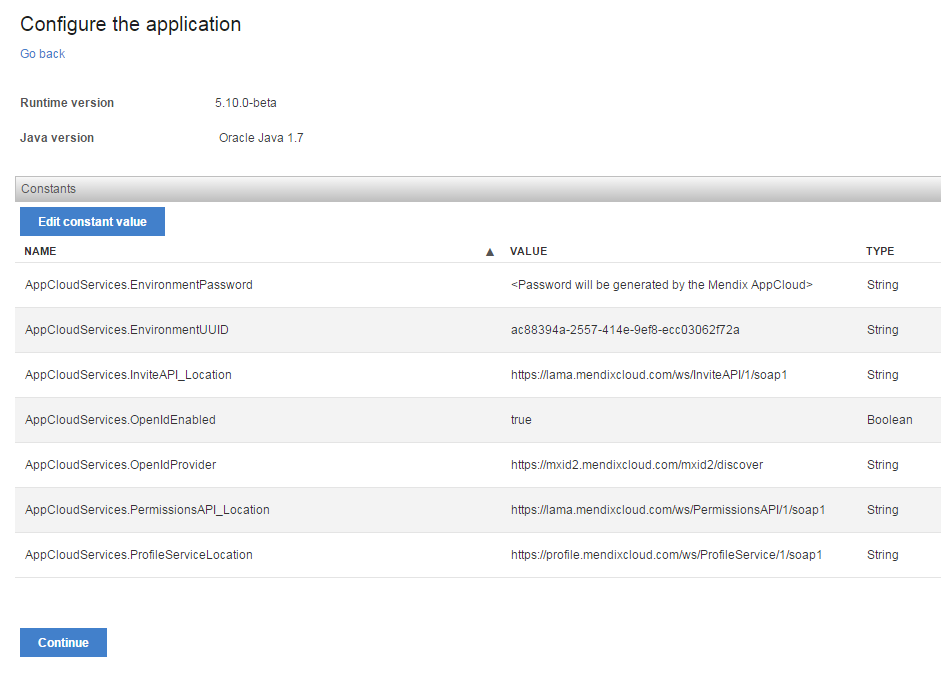 Configure the application
Go back
Runtime version 5.10.0-beta
Java version Oracle Java 1.7
Constants
Edit constant value
NAME ▲ VALUE TYPE
AppCloudServices.EnvironmentPassword <Password will be generated by the Mendix AppCloud> String
AppCloudServices.EnvironmentUUID ac88394a-2557-414e-9ef8-ecc03062f72a String
AppCloudServices.InviteAPI_Location https://lama.mendixcloud.com/ws/InviteAPI/1/soap1 String
AppCloudServices.OpenIdEnabled true Boolean
AppCloudServices.OpenIdProvider https://mxid2.mendixcloud.com/mxid2/discover String
AppCloudServices.PermissionsAPI_Location https://lama.mendixcloud.com/ws/PermissionsAPI/1/soap1 String
AppCloudServices.ProfileServiceLocation https://profile.mendixcloud.com/ws/ProfileService/1/soap1 String
Continue